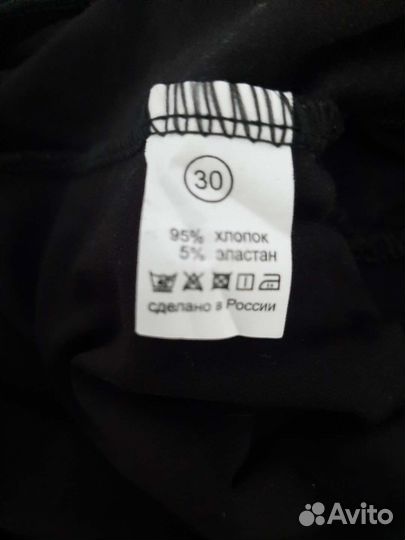 30
95% хлопок
5% эластан
сделано в России
Avito